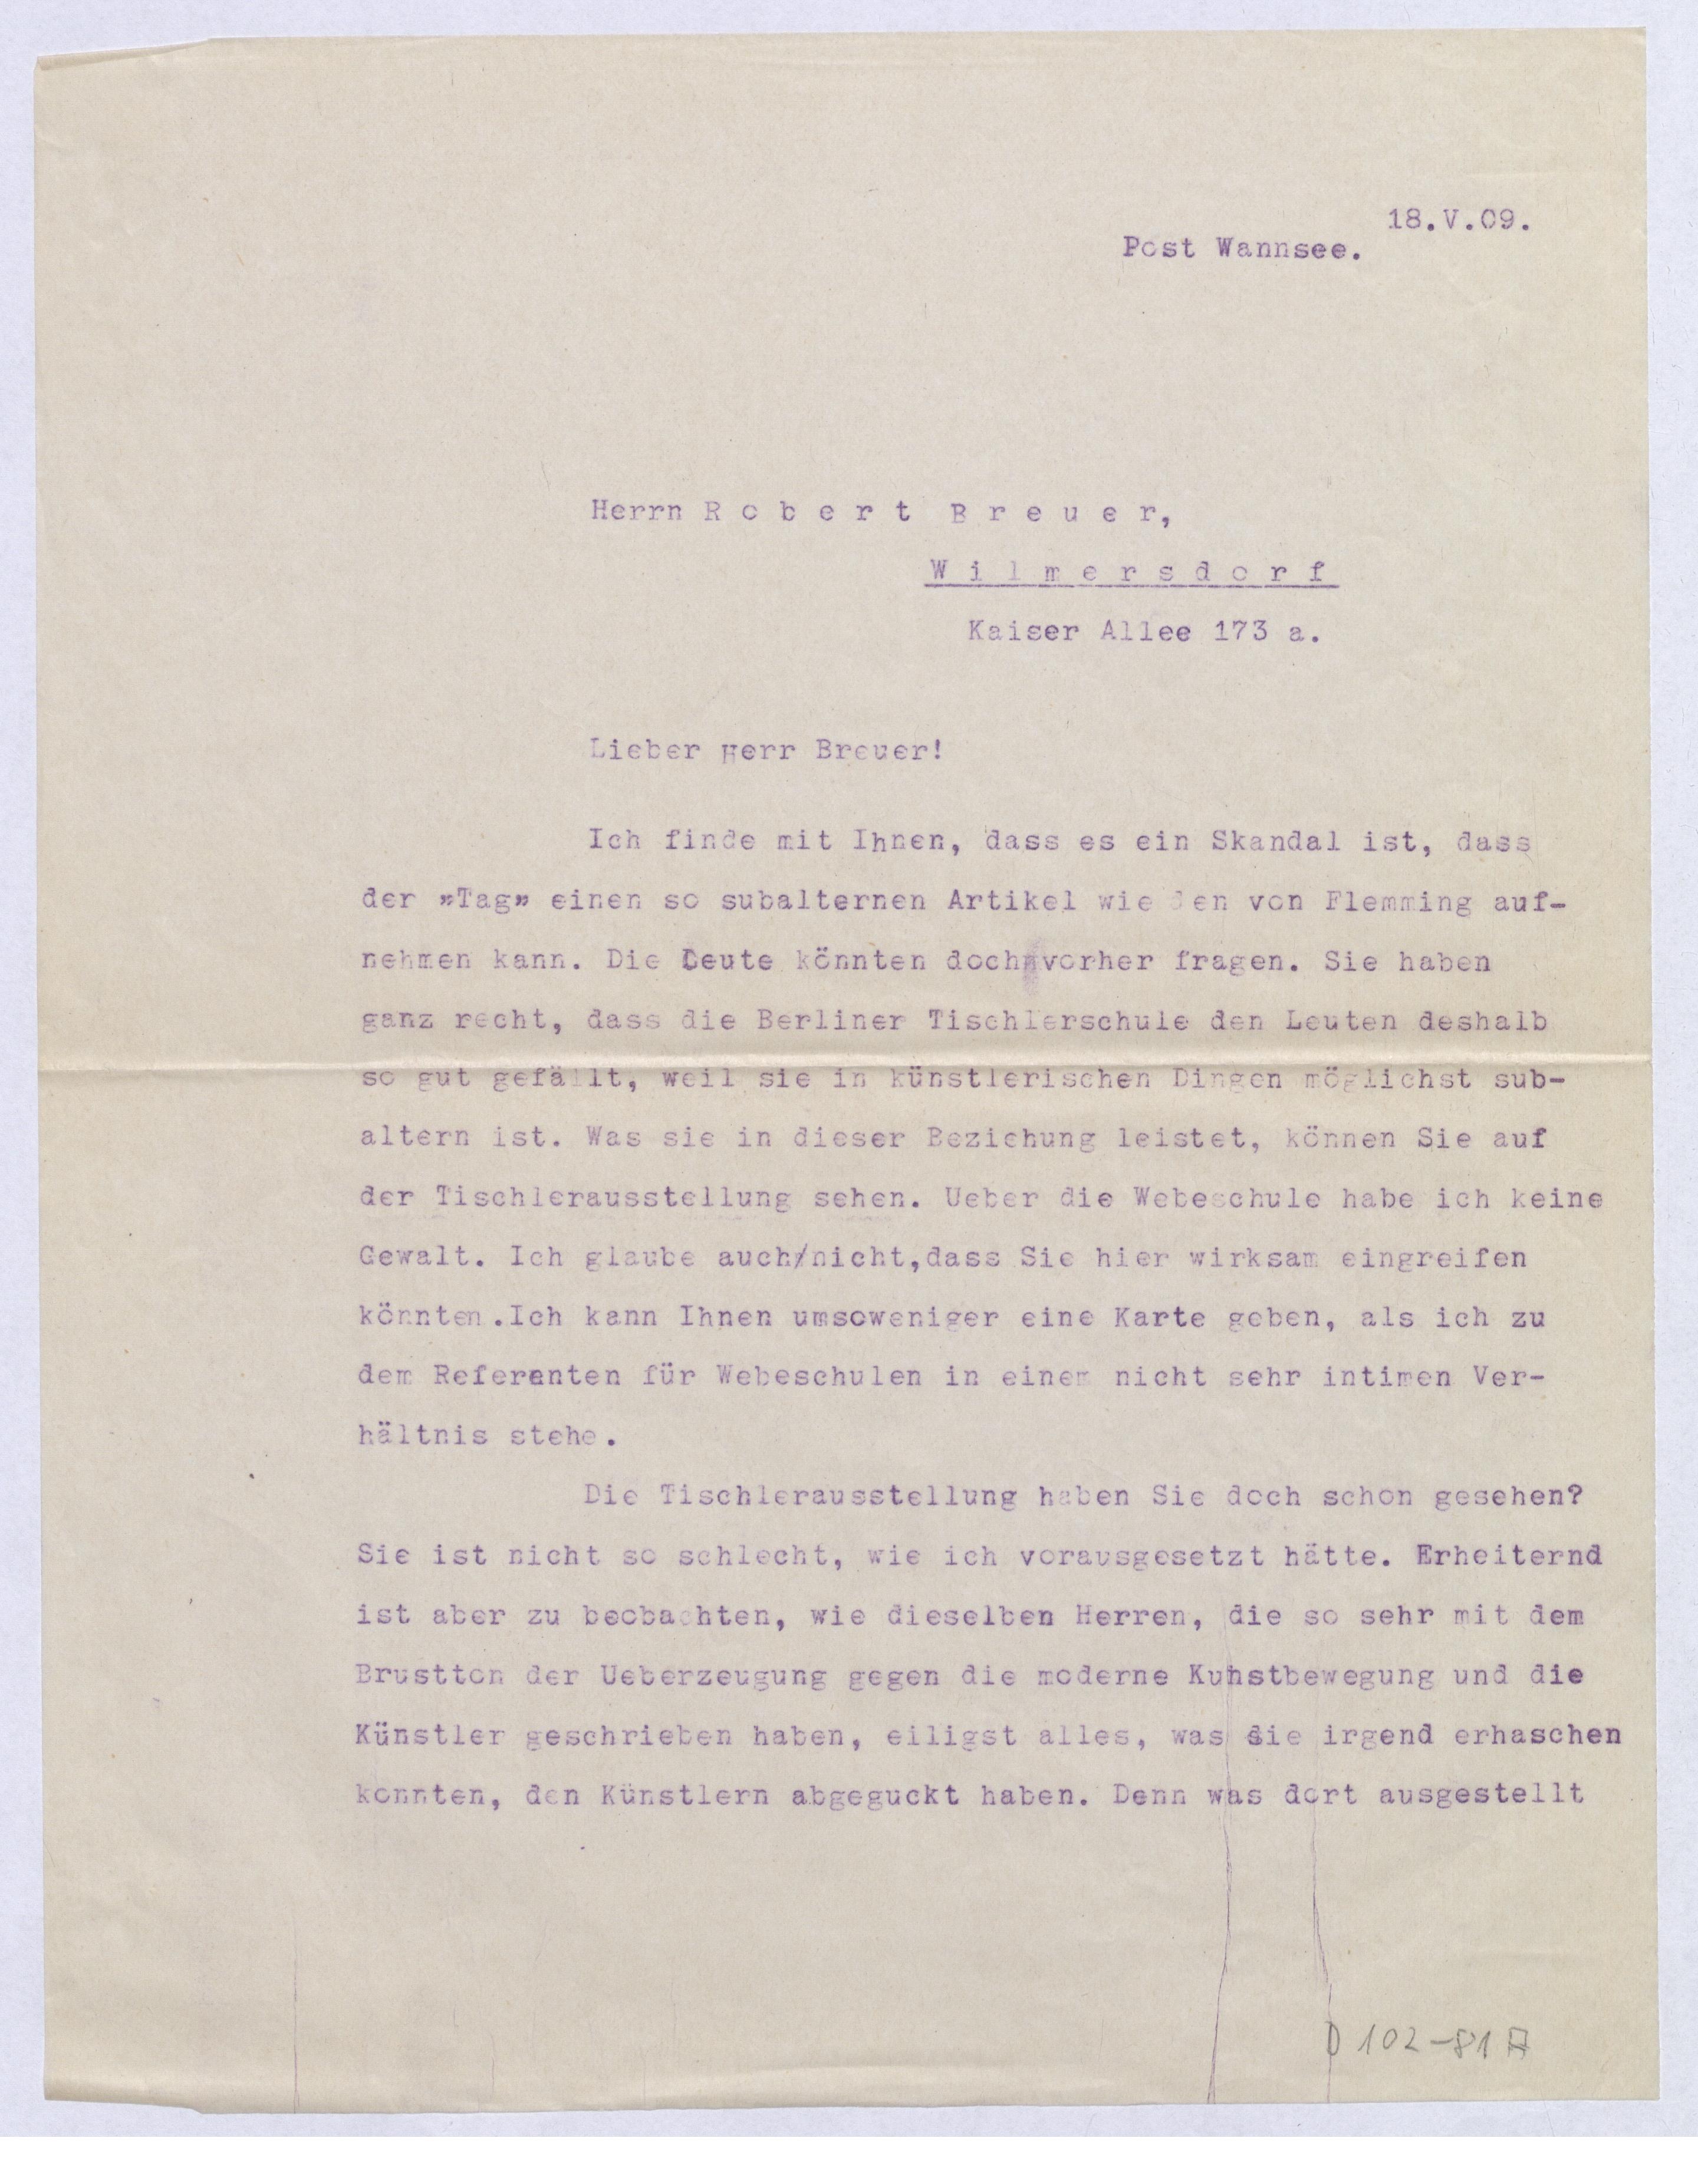 18.V.09.
Post Wannsee.
Herrn R o b e r t  B r e u e r,
W i l m e r s d o r f
Kaiser Allee 173 a.
Lieber Herr Breuer!
Ich finde mit Ihnen, dass es ein Skandal ist, dass
der "Tag" einen so subalternen Artikel wie den von Flemming auf-
nehmen kann. Die Leute könnten doch vorher fragen. Sie haben
ganz recht, dass die Berliner Tischlerschule den Leuten deshalb
so gut gefällt, weil sie in künstlerischen Dingen möglichst sub-
altern ist. Was sie in dieser Beziehung leistet, können Sie auf
der Tischlerausstellung sehen. Ueber die Webeschule habe ich keine
Gewalt. Ich glaube auch/nicht,dass Sie hier wirksam eingreifen
könnten.Ich kann Ihnen umsoweniger eine Karte geben, als ich zu
dem Referenten für Webeschulen in einem nicht sehr intimen Ver-
hältnis stehe.
Die Tischlerausstellung haben Sie doch schon gesehen?
Sie ist nicht so schlecht, wie ich vorausgesetzt hätte. Erheiternd
ist aber zu beobachten, wie dieselben Herren, die so sehr mit dem
Brustton der Ueberzeugung gegen die moderne Kunstbewegung und die
Künstler geschrieben haben, eiligst alles, was sie irgend erhaschen
konnten, den Künstlern abgeguckt haben. Denn was dort ausgestellt
D 102-81 A